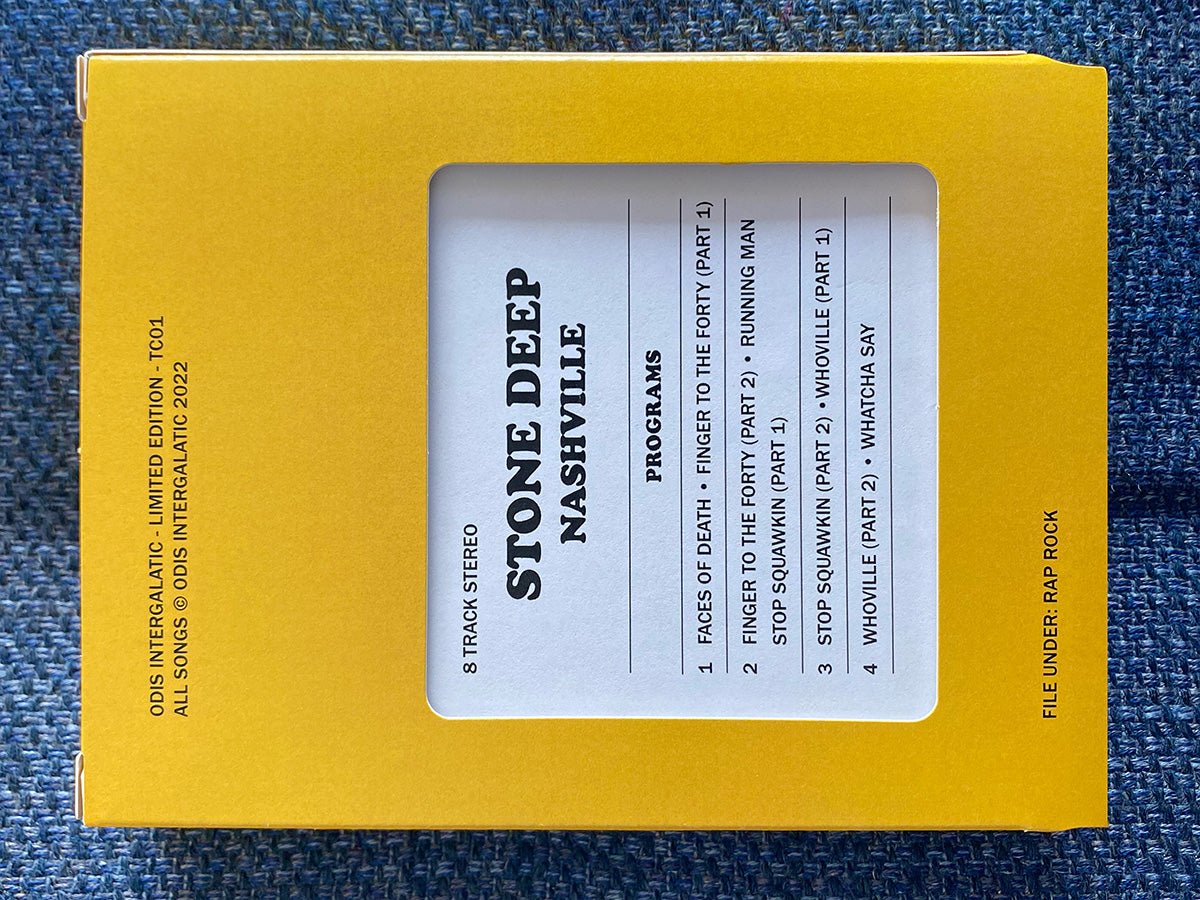 ODIS INTERGALATIC - LIMITED EDITION - TC01
ALL SONGS © ODIS INTERGALATIC 2022
8 TRACK STEREO
STONE DEEP
NASHVILLE
PROGRAMS
1 FACES OF DEATH • FINGER TO THE FORTY (PART 1)
2 FINGER TO THE FORTY (PART 2) • RUNNING MAN
STOP SQUAWKIN (PART 1)
3 STOP SQUAWKIN (PART 2) •WHOVILLE (PART 1)
4 WHOVILLE (PART 2) • WHATCHA SAY
FILE UNDER: RAP ROCK